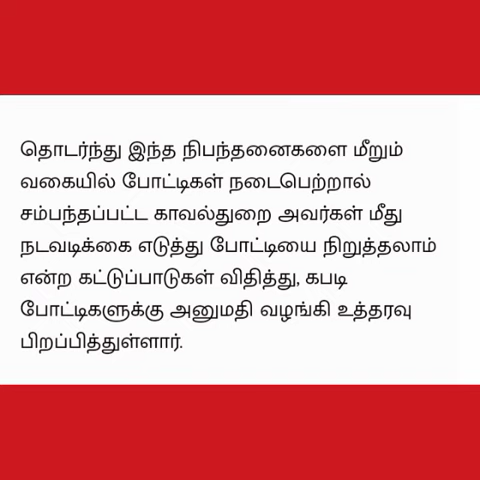 தொடர்ந்து இந்த நிபந்தனைகளை மீறும்
வகையில் போட்டிகள் நடைபெற்றால்
சம்பந்தப்பட்ட காவல்துறை அவர்கள் மீது
நடவடிக்கை எடுத்து போட்டியை நிறுத்தலாம்
என்ற கட்டுப்பாடுகள் விதித்து, கபடி
போட்டிகளுக்கு அனுமதி வழங்கி உத்தரவு
பிறப்பித்துள்ளார்.